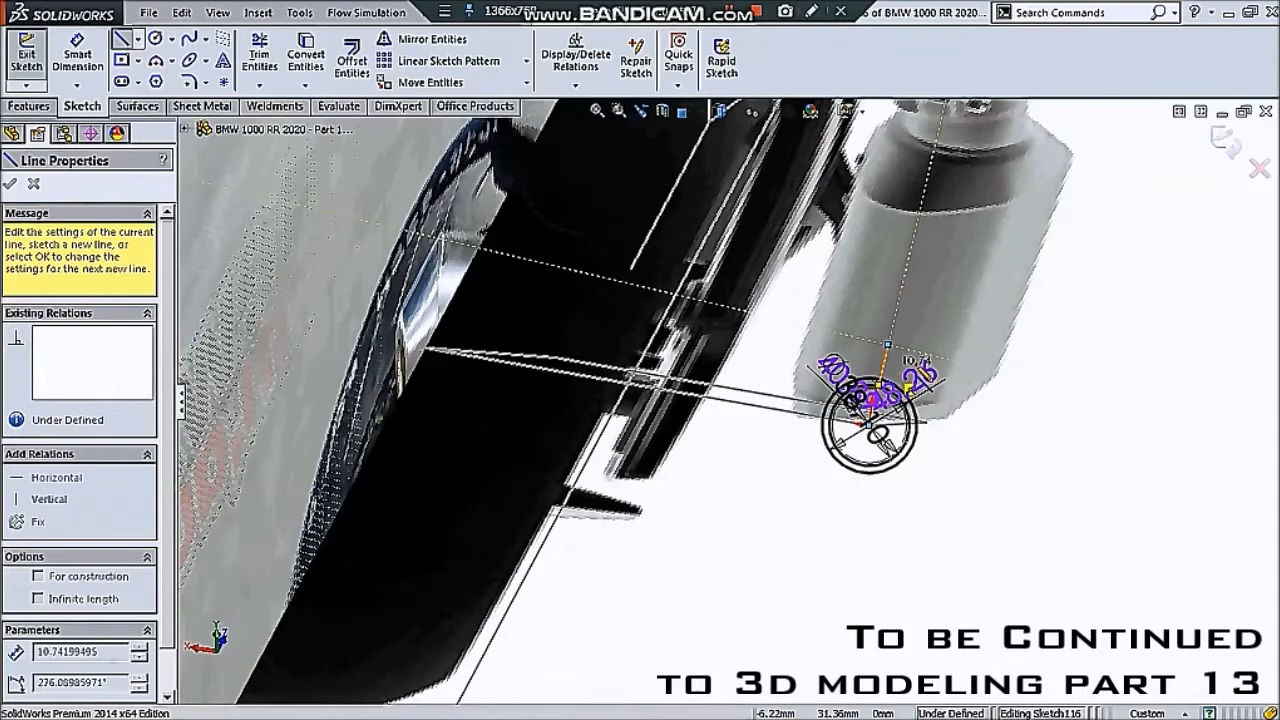 SOLIDWORKS File Edit View Insert Tools Flow Simulation 1366x768 www.BANDICAM.com of BMW 1000 RR 2020... Search Commands
Exit Sketch
Smart Dimension
Trim Entities
Convert Entities
Offset Entities
Mirror Entities
Linear Sketch Pattern
Move Entities
Display/Delete Relations
Repair Sketch
Quick Snaps
Rapid Sketch
Features Sketch Surfaces Sheet Metal Weldments Evaluate DimXpert Office Products
BMW 1000 RR 2020 - Part 1...
Line Properties ?
Message
Edit the settings of the current
line, sketch a new line, or
select OK to change the
settings for the next new line.
Existing Relations
Under Defined
Add Relations
Horizontal
Vertical
Fix
Options
For construction
Infinite length
Parameters
10.74199495
276.08985971°
To be Continued
to 3D modeling part 13
SolidWorks Premium 2014 x64 Edition -6.22mm 31.36mm 0mm Under Defined Editing Sketch116 Custom